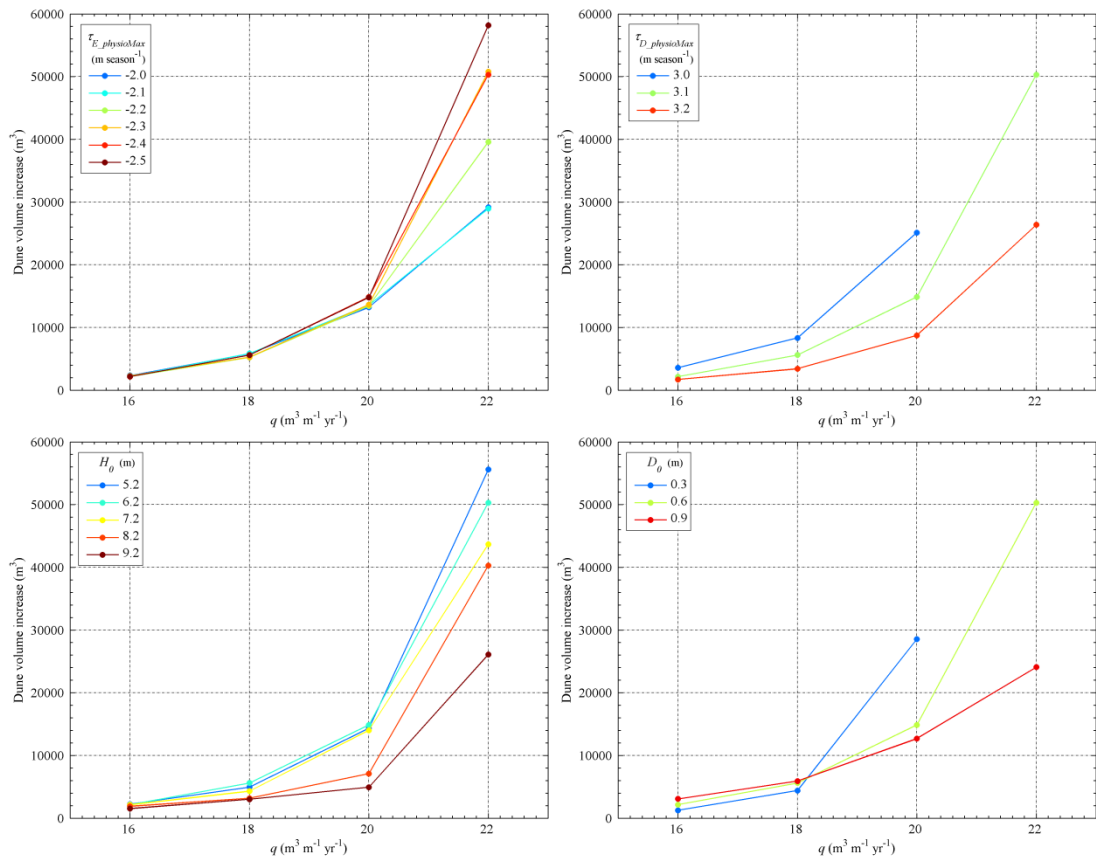 τE_physioMax
(m season-1)
-2.0
-2.1
-2.2
-2.3
-2.4
-2.5
60000
50000
40000
30000
20000
10000
0
Dune volume increase (m3)
16 18 20 22
q (m3 m-1 yr-1)
τD_physioMax
(m season-1)
3.0
3.1
3.2
60000
50000
40000
30000
20000
10000
0
Dune volume increase (m3)
16 18 20 22
q (m3 m-1 yr-1)
H0 (m)
5.2
6.2
7.2
8.2
9.2
60000
50000
40000
30000
20000
10000
0
Dune volume increase (m3)
16 18 20 22
q (m3 m-1 yr-1)
D0 (m)
0.3
0.6
0.9
60000
50000
40000
30000
20000
10000
0
Dune volume increase (m3)
16 18 20 22
q (m3 m-1 yr-1)